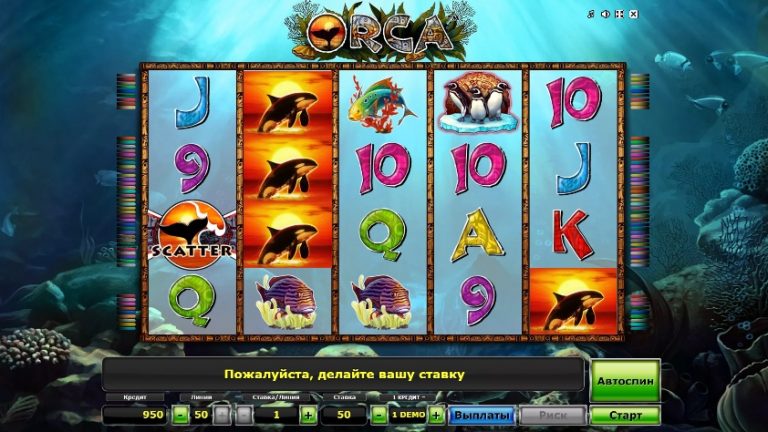 ORCA
J
10
9
10
10
J
SCATTER
Q
A
K
Q
9
Пожалуйста, делайте вашу ставку
Автоспин
Кредит Линии Ставка/Линия Ставка 1 КРЕДИТ =
950 - 50 + - 1 + 50 - 1 DEMO + Выплаты Риск Старт